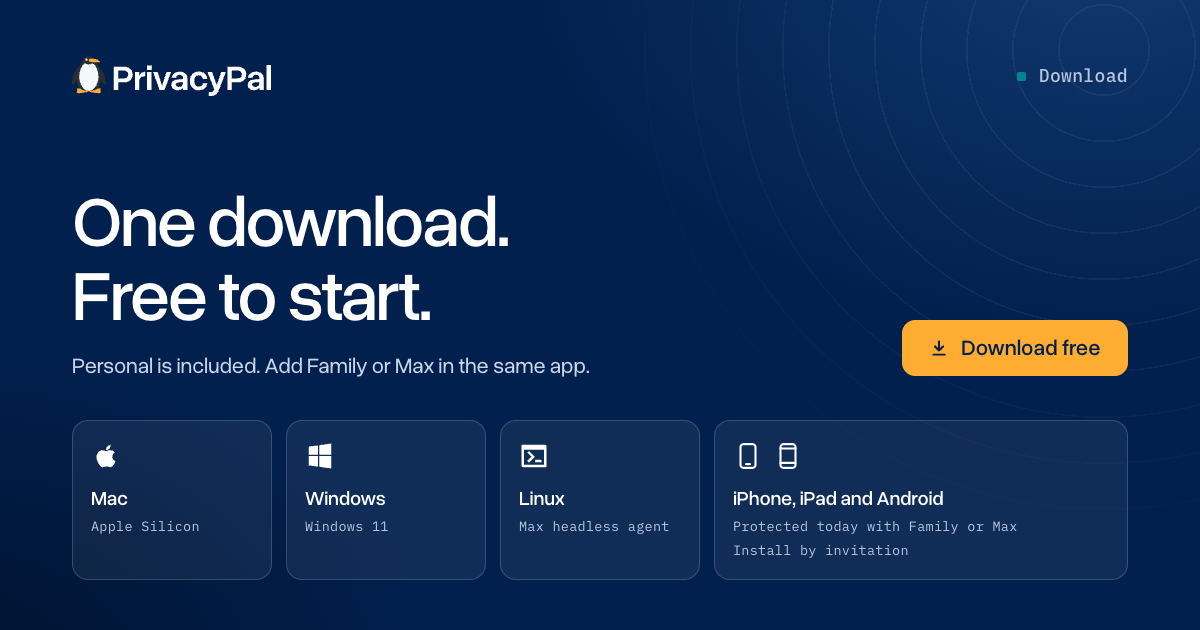 PrivacyPal
Download
One download.
Free to start.
Personal is included. Add Family or Max in the same app.
Download free
Mac
Apple Silicon
Windows
Windows 11
Linux
Max headless agent
iPhone, iPad and Android
Protected today with Family or Max
Install by invitation